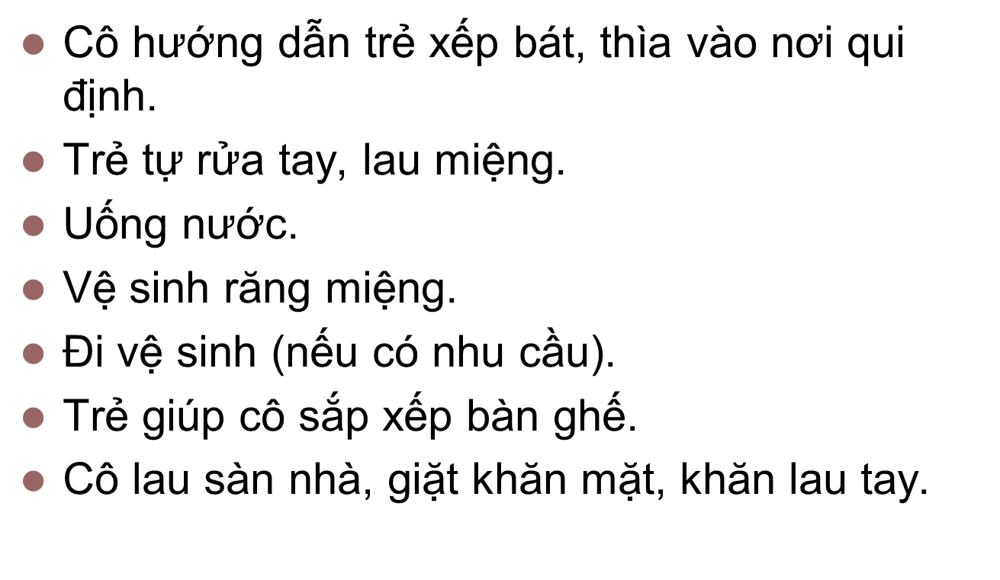 ● Cô hướng dẫn trẻ xếp bát, thìa vào nơi qui
định.
● Trẻ tự rửa tay, lau miệng.
● Uống nước.
● Vệ sinh răng miệng.
● Đi vệ sinh (nếu có nhu cầu).
● Trẻ giúp cô sắp xếp bàn ghế.
● Cô lau sàn nhà, giặt khăn mặt, khăn lau tay.